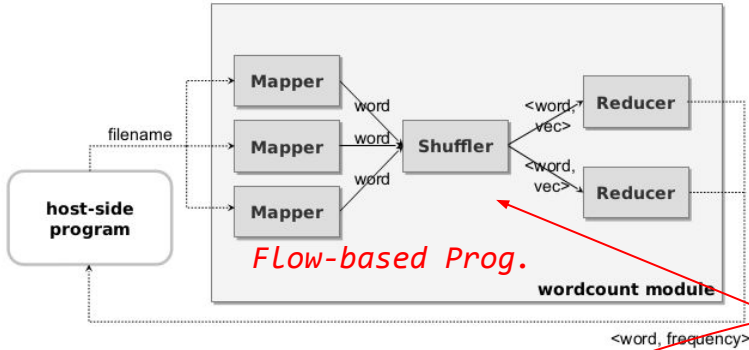 Mapper
word
filename
Mapper
word
Shuffler
<word,
vec>
Reducer
word
<word,
vec>
Mapper
Reducer
host-side
program
Flow-based Prog.
wordcount module
<word, frequency>